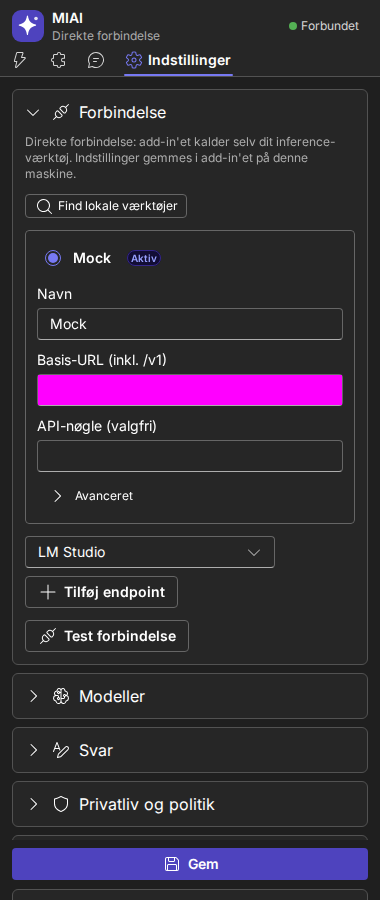 MIAI
Direkte forbindelse
Forbundet
Indstillinger
Forbindelse
Direkte forbindelse: add-in'et kalder selv dit inference-
værktøj. Indstillinger gemmes i add-in'et på denne
maskine.
Find lokale værktøjer
Mock
Aktiv
Navn
Mock
Basis-URL (inkl. /v1)
API-nøgle (valgfri)
Avanceret
LM Studio
Tilføj endpoint
Test forbindelse
Modeller
Svar
Privatliv og politik
Gem